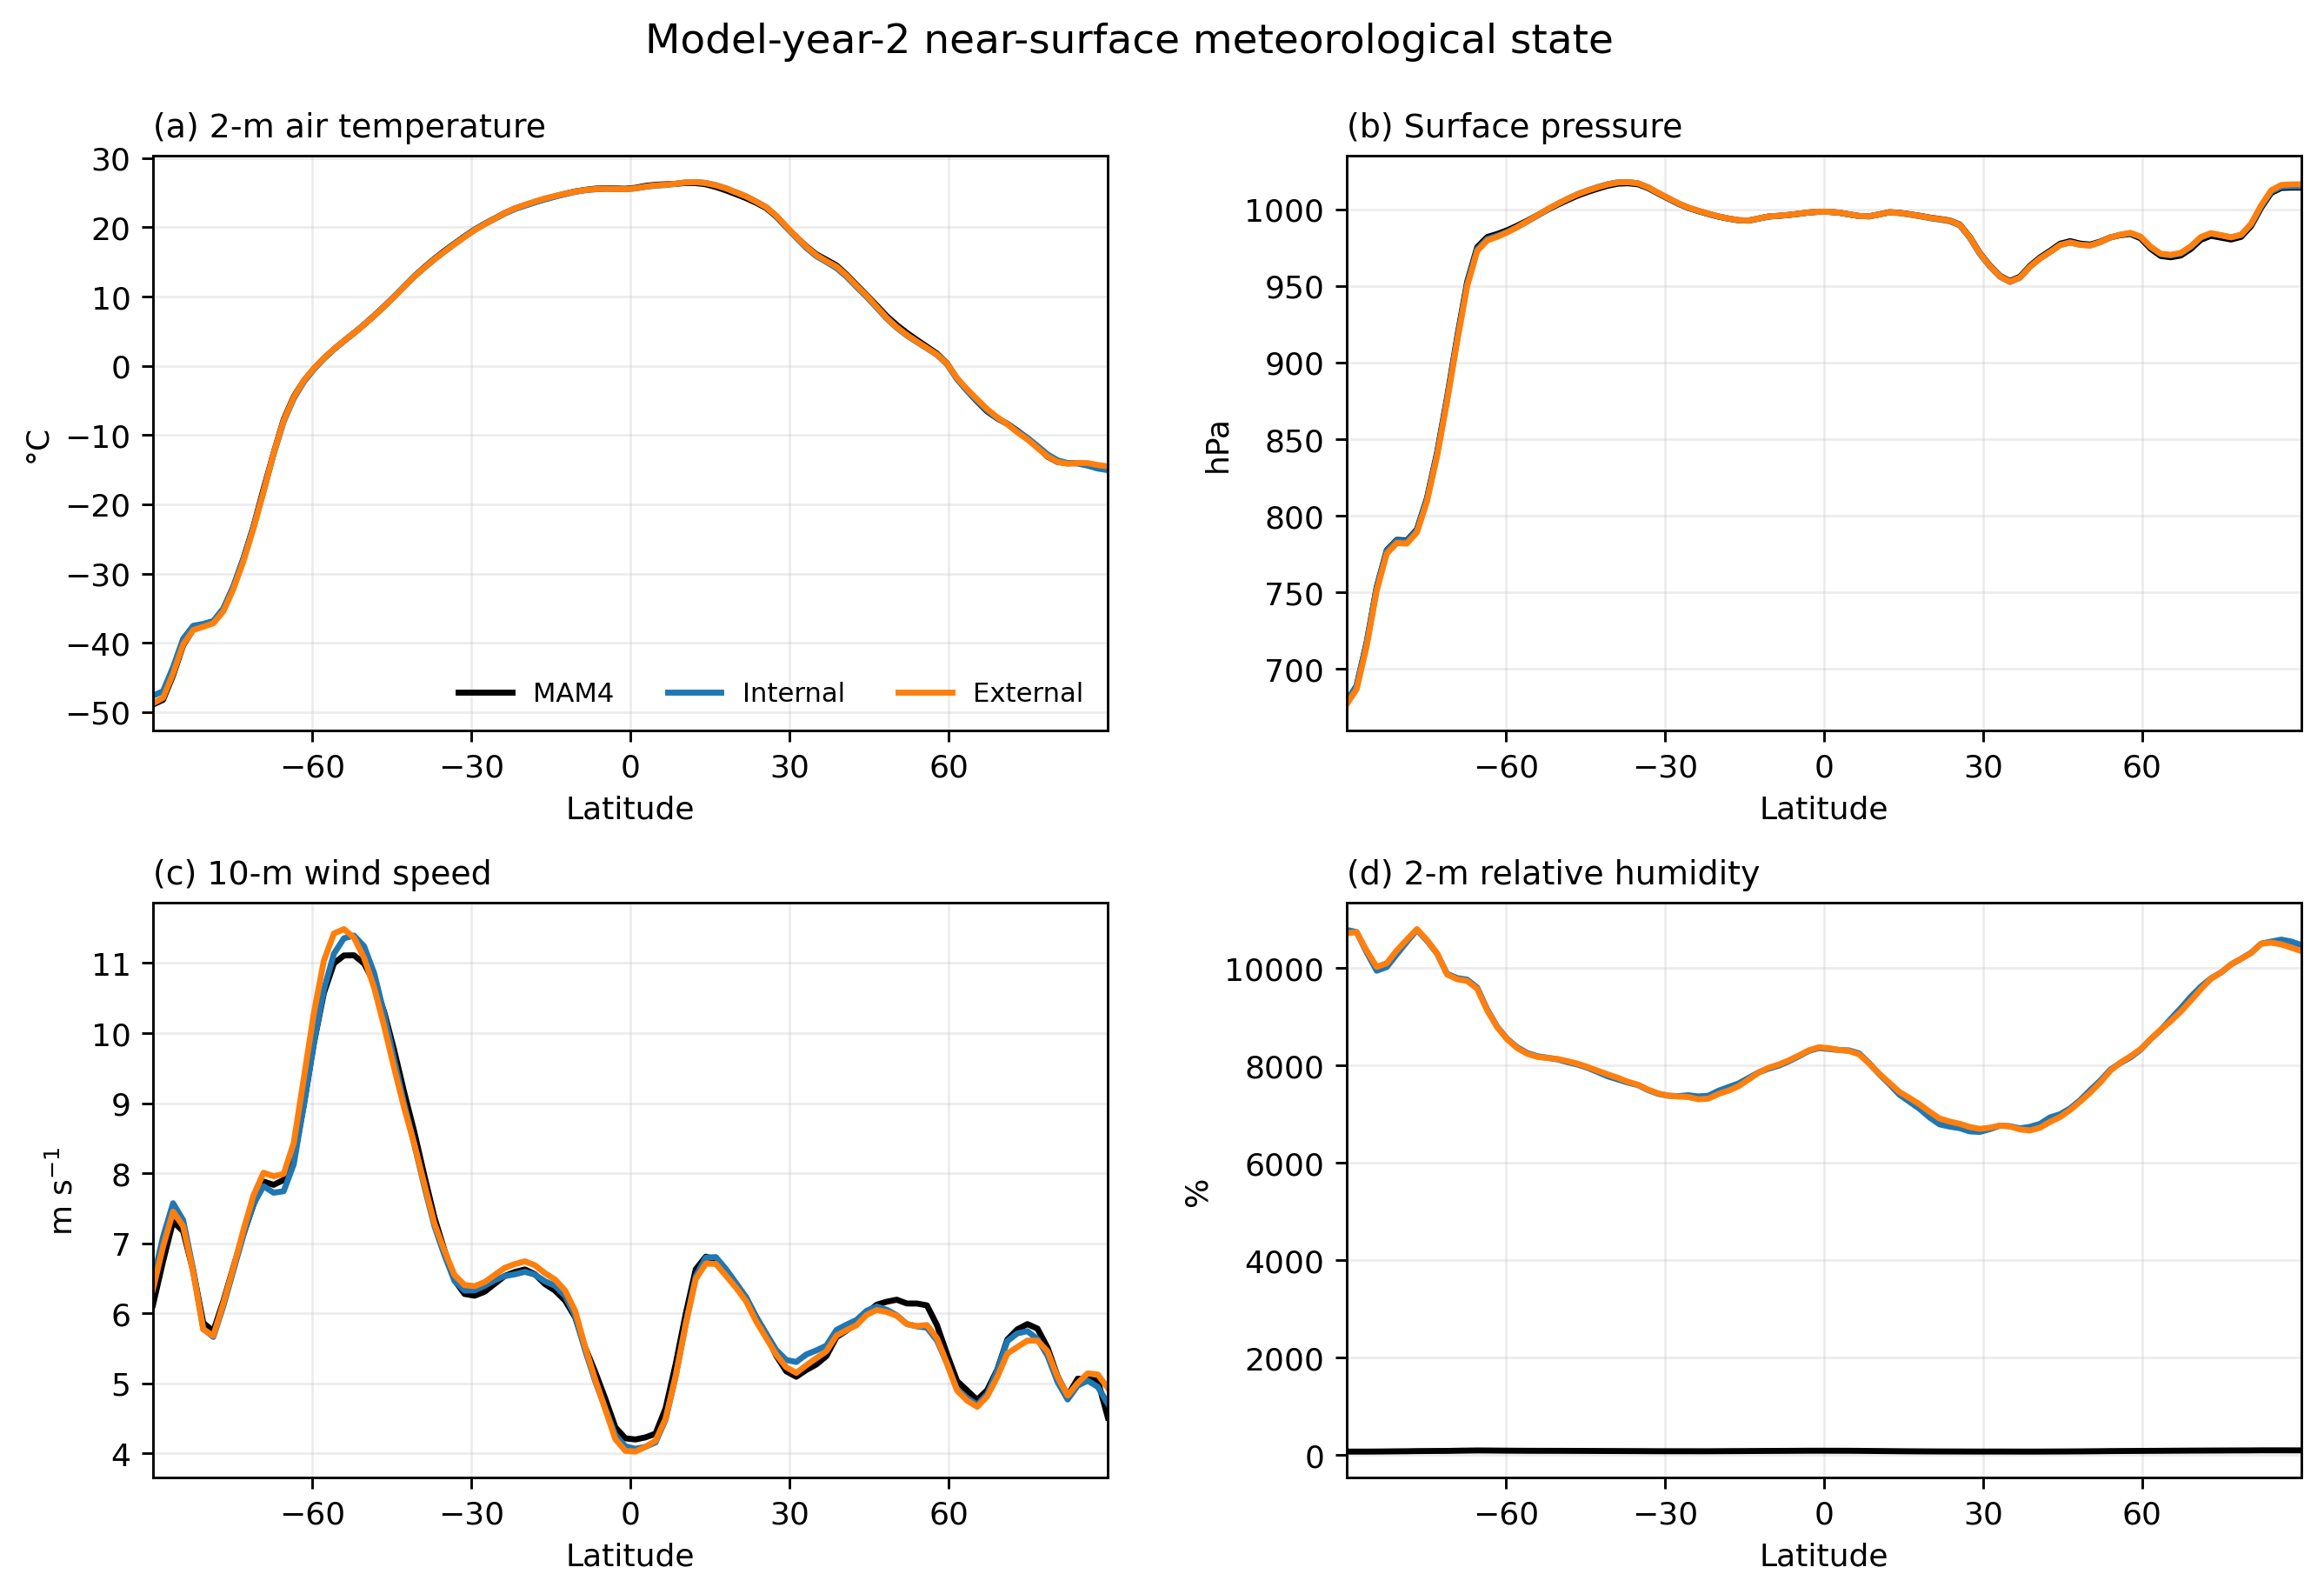 Model-year-2 near-surface meteorological state
(a) 2-m air temperature
30
20
10
0
−10
−20
−30
−40
−50
°C
MAM4 Internal External
−60 −30 0 30 60
Latitude
(b) Surface pressure
1000
950
900
850
800
750
700
hPa
−60 −30 0 30 60
Latitude
(c) 10-m wind speed
11
10
9
8
7
6
5
4
m s⁻¹
−60 −30 0 30 60
Latitude
(d) 2-m relative humidity
10000
8000
6000
4000
2000
0
%
−60 −30 0 30 60
Latitude